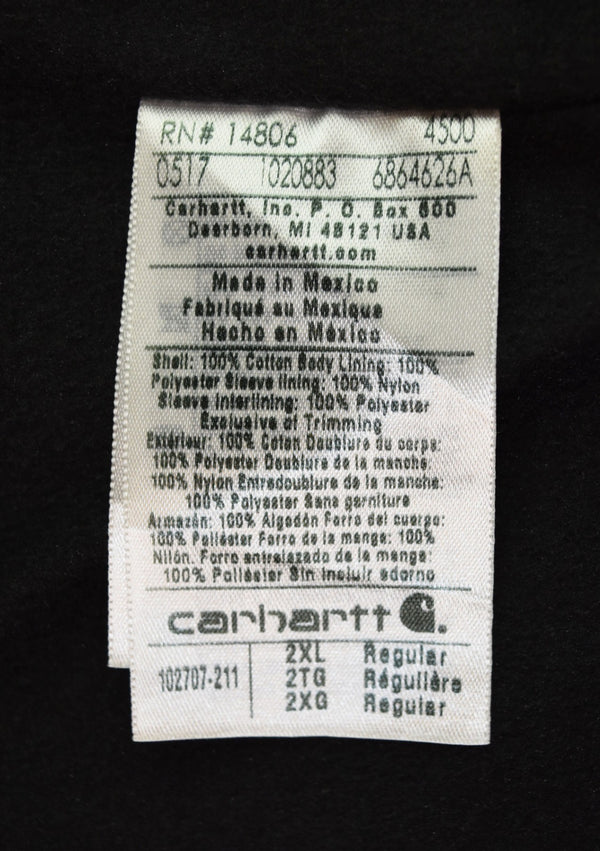 RN# 14806 4500
0517 1020883 6864626A
Carhartt, Inc. P. O. Box 600
Dearborn, MI 48121 USA
carhartt.com
Made in Mexico
Fabriqué au Mexique
Hecho en México
Shell: 100% Cotton Body Lining: 100%
Polyester Sleeve lining: 100% Nylon
Sleeve interlining: 100% Polyester
Exclusive of Trimming
Extérieur: 100% Coton Doublure du corps:
100% Polyester Doublure de la manche:
100% Nylon Entredoublure de la manche:
100% Polyester Sans garniture
Armazón: 100% Algodón Forro del cuerpo:
100% Poliéster Forro de la manga: 100%
Nilón. Forro entrelazado de la manga:
100% Poliéster Sin incluir adorno
carhartt
102707-211
2XL Regular
2TG Régulière
2XG Regular